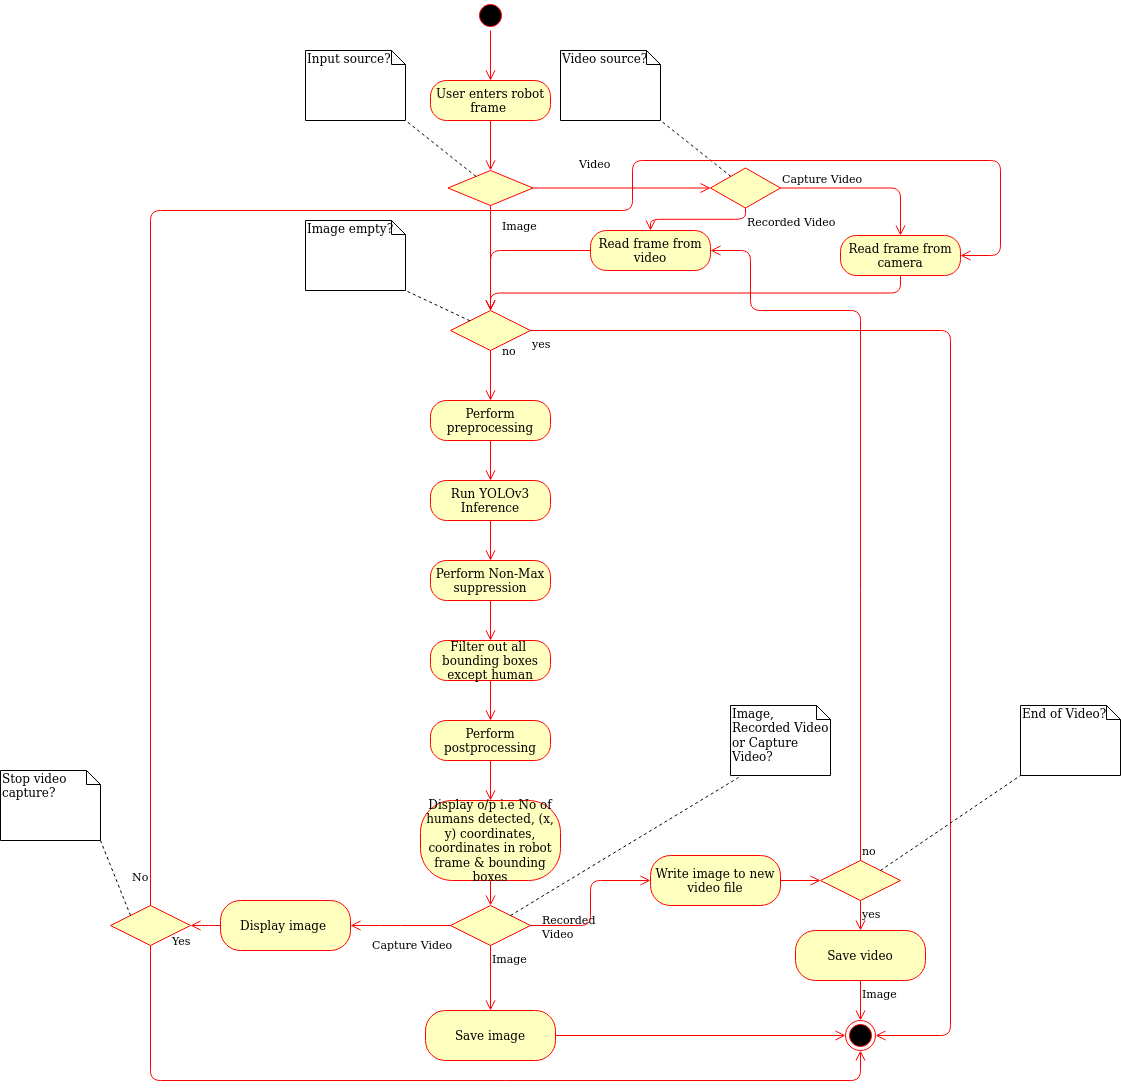 Input source?
Video source?
User enters robot
frame
Video
Capture Video
Image
Recorded Video
Image empty?
Read frame from
video
Read frame from
camera
no
yes
Perform
preprocessing
Run YOLOv3
Inference
Perform Non-Max
suppression
Filter out all
bounding boxes
except human
Perform
postprocessing
Image,
Recorded Video
or Capture
Video?
End of Video?
Stop video
capture?
Display o/p i.e No of
humans detected, (x,
y) coordinates,
coordinates in robot
frame & bounding
boxes
No
no
Write image to new
video file
Display image
Recorded
Video
yes
Yes
Capture Video
Image
Save video
Image
Save image